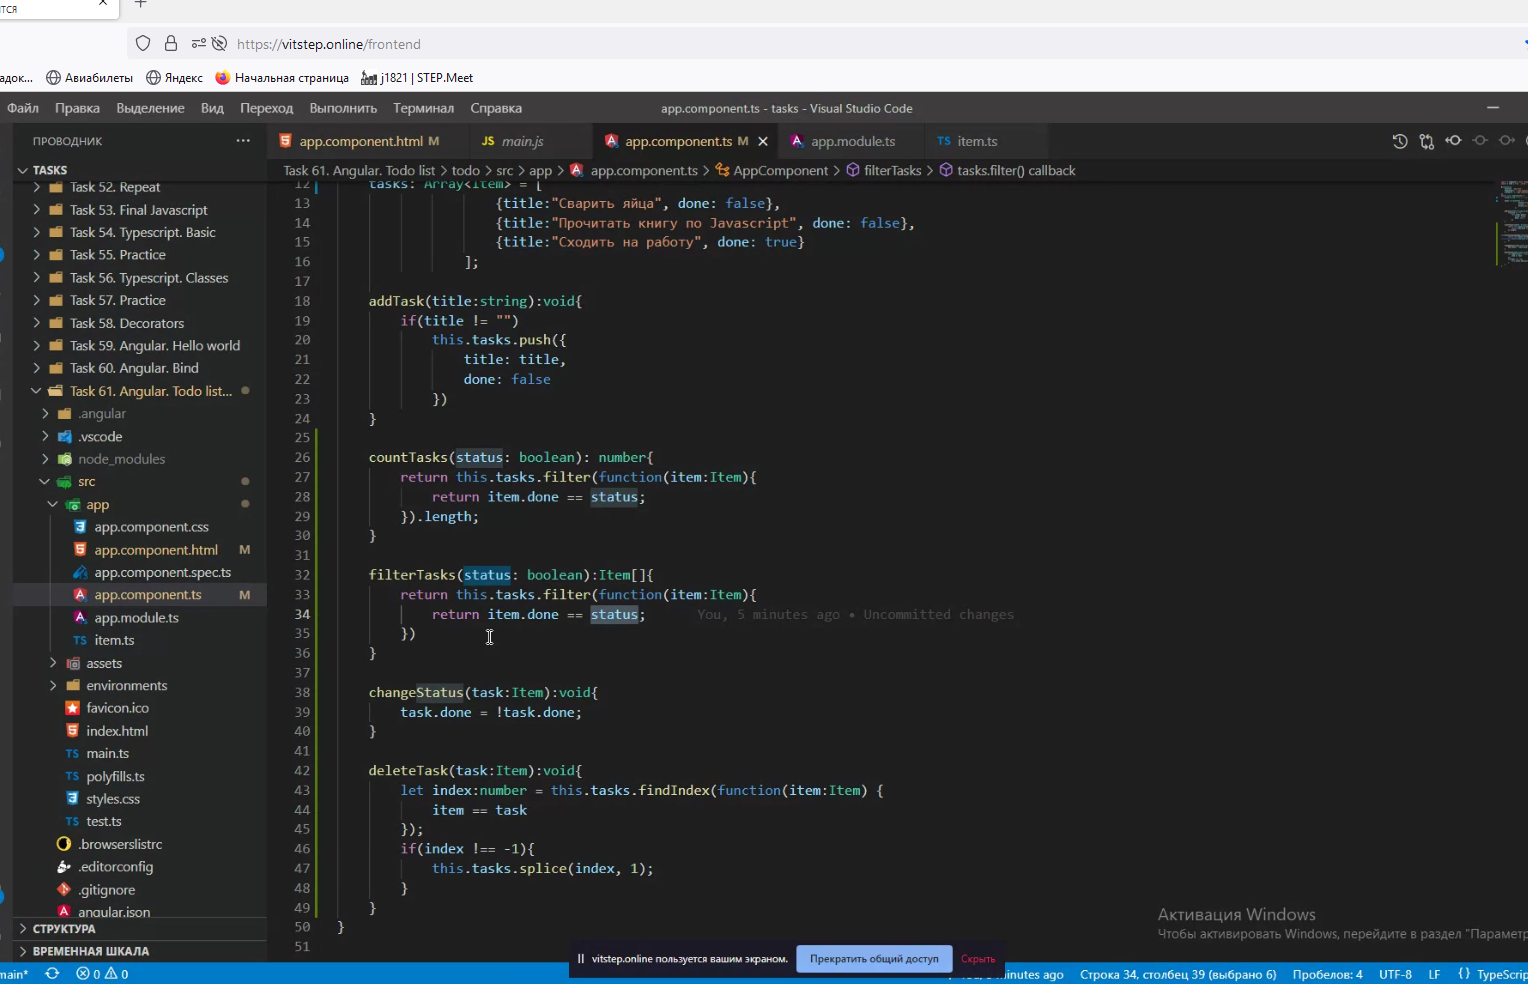 тся
https://vitstep.online/frontend
адок...
Авиабилеты
Яндекс
Начальная страница
j1821 | STEP.Meet
Файл Правка Выделение Вид Переход Выполнить Терминал Справка
app.component.ts - tasks - Visual Studio Code
ПРОВОДНИК
app.component.html M
JS main.js
app.component.ts M
app.module.ts
TS item.ts
Task 61. Angular. Todo list > todo > src > app > app.component.ts > AppComponent > filterTasks > tasks.filter() callback
TASKS
Task 52. Repeat
Task 53. Final Javascript
Task 54. Typescript. Basic
Task 55. Practice
Task 56. Typescript. Classes
Task 57. Practice
Task 58. Decorators
Task 59. Angular. Hello world
Task 60. Angular. Bind
Task 61. Angular. Todo list...
.angular
.vscode
node_modules
src
app
app.component.css
app.component.html M
app.component.spec.ts
app.component.ts M
app.module.ts
TS item.ts
assets
environments
favicon.ico
index.html
TS main.ts
TS polyfills.ts
styles.css
TS test.ts
.browserslistrc
.editorconfig
.gitignore
angular.json
СТРУКТУРА
ВРЕМЕННАЯ ШКАЛА
12 tasks: Array<Item> = [
13 {title:"Сварить яйца", done: false},
14 {title:"Прочитать книгу по Javascript", done: false},
15 {title:"Сходить на работу", done: true}
16 ];
17
18 addTask(title:string):void{
19 if(title != "")
20 this.tasks.push({
21 title: title,
22 done: false
23 })
24 }
25
26 countTasks(status: boolean): number{
27 return this.tasks.filter(function(item:Item){
28 return item.done == status;
29 }).length;
30 }
31
32 filterTasks(status: boolean):Item[]{
33 return this.tasks.filter(function(item:Item){
34 return item.done == status; You, 5 minutes ago • Uncommitted changes
35 })
36 }
37
38 changeStatus(task:Item):void{
39 task.done = !task.done;
40 }
41
42 deleteTask(task:Item):void{
43 let index:number = this.tasks.findIndex(function(item:Item) {
44 item == task
45 });
46 if(index !== -1){
47 this.tasks.splice(index, 1);
48 }
49 }
50 }
51
Активация Windows
Чтобы активировать Windows, перейдите в раздел "Параметр
vitstep.online пользуется вашим экраном.
Прекратить общий доступ
Скрыть
main*
0 0
minutes ago
Строка 34, столбец 39 (выбрано 6)
Пробелов: 4
UTF-8
LF
{} TypeScrip